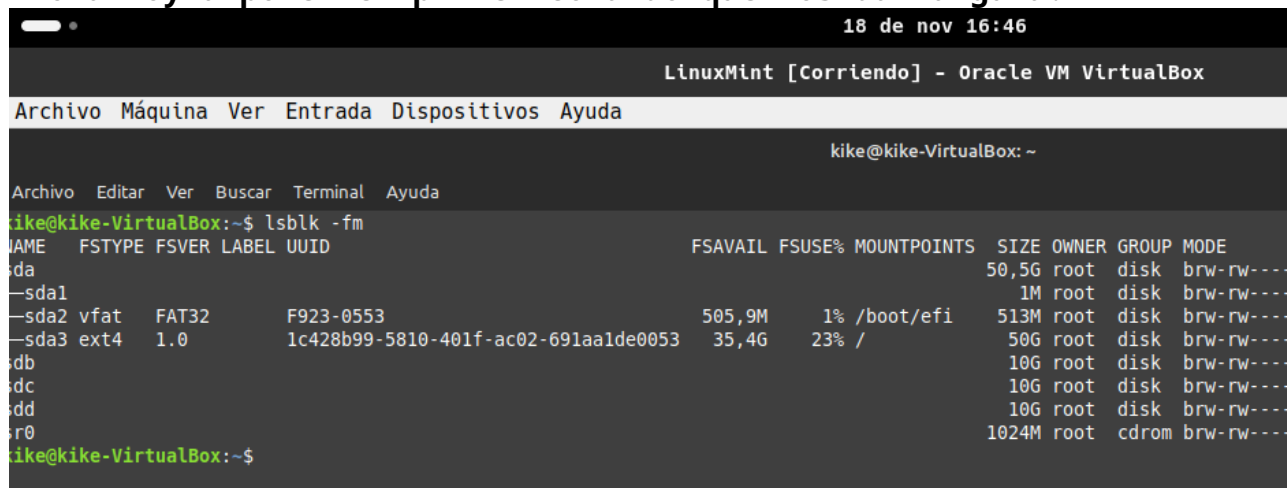 18 de nov 16:46
LinuxMint [Corriendo] - Oracle VM VirtualBox
Archivo Máquina Ver Entrada Dispositivos Ayuda
kike@kike-VirtualBox: ~
Archivo Editar Ver Buscar Terminal Ayuda
kike@kike-VirtualBox:~$ lsblk -fm
NAME FSTYPE FSVER LABEL UUID FSAVAIL FSUSE% MOUNTPOINTS SIZE OWNER GROUP MODE
sda 50,5G root disk brw-rw----
─sda1 1M root disk brw-rw----
─sda2 vfat FAT32 F923-0553 505,9M 1% /boot/efi 513M root disk brw-rw----
─sda3 ext4 1.0 1c428b99-5810-401f-ac02-691aa1de0053 35,4G 23% / 50G root disk brw-rw----
sdb 10G root disk brw-rw----
sdc 10G root disk brw-rw----
sdd 10G root disk brw-rw----
sr0 1024M root cdrom brw-rw----
kike@kike-VirtualBox:~$